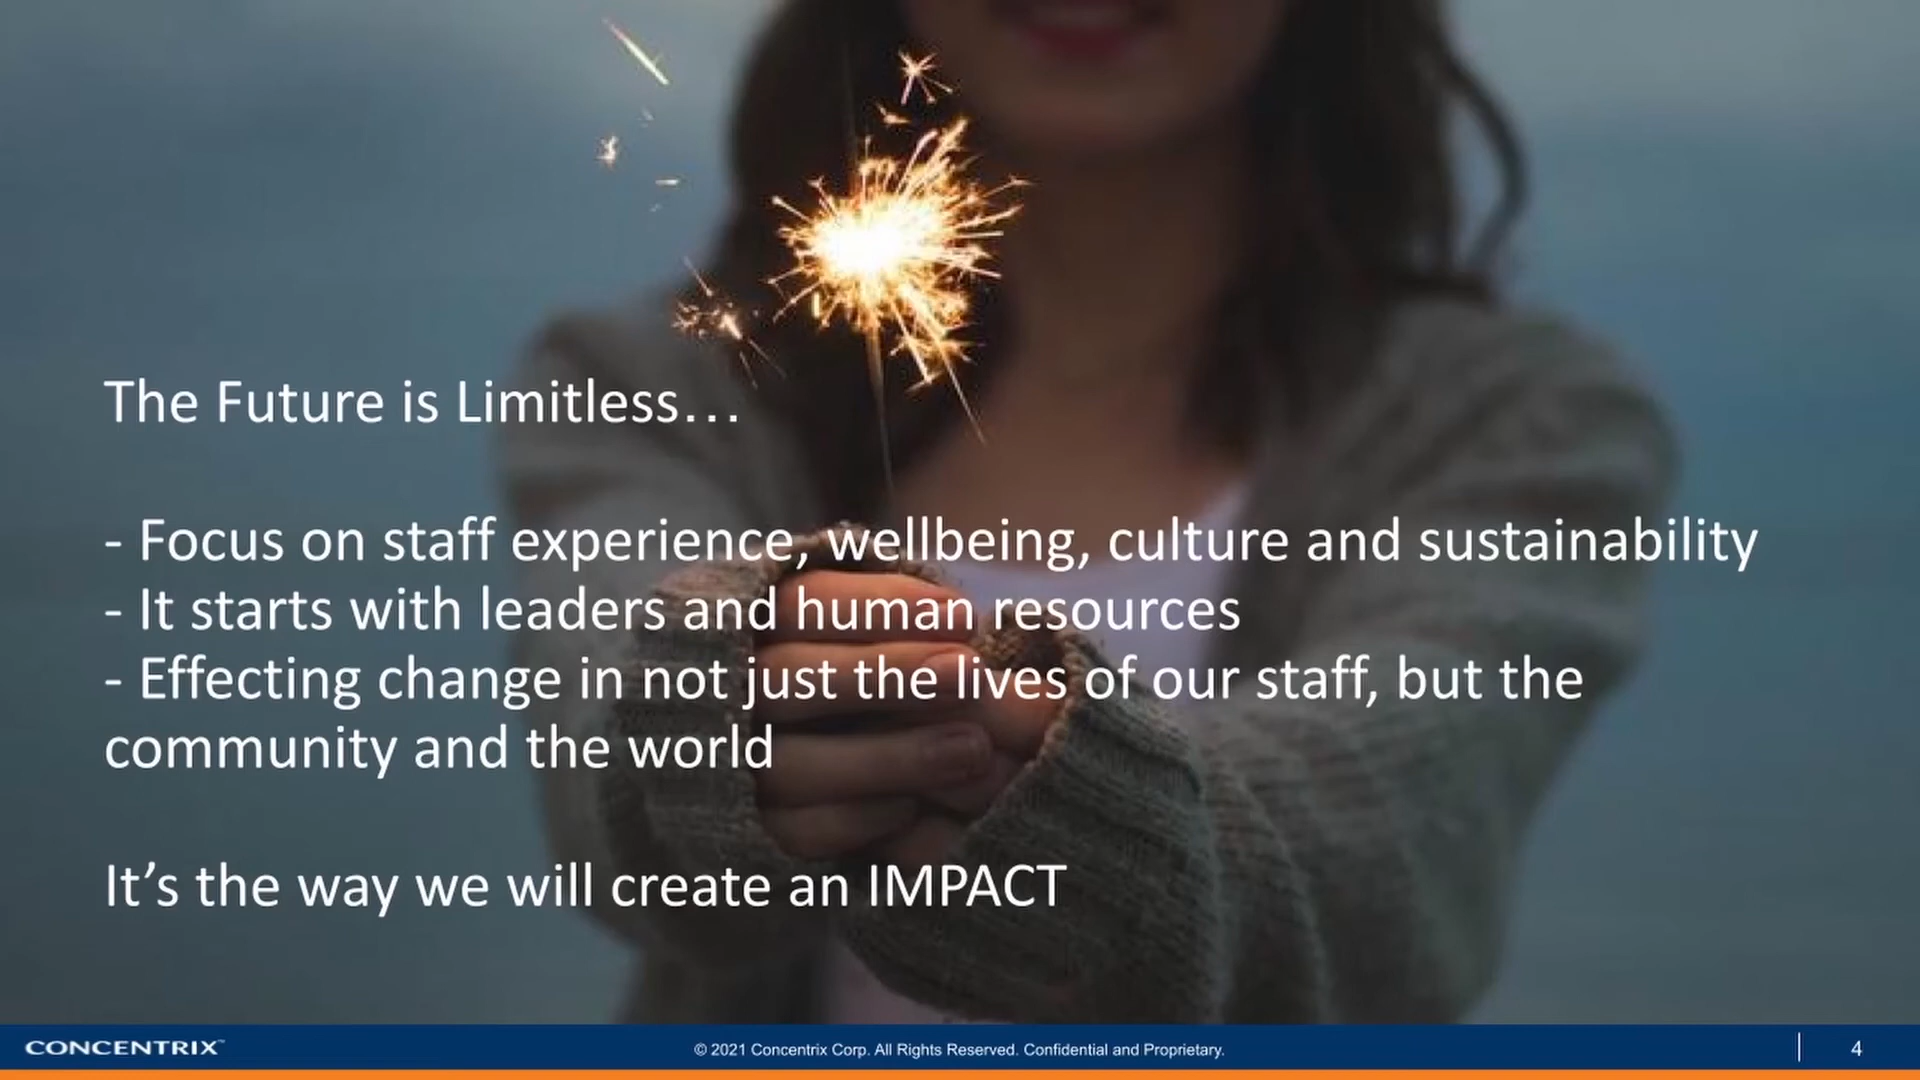 The Future is Limitless…
- Focus on staff experience, wellbeing, culture and sustainability
- It starts with leaders and human resources
- Effecting change in not just the lives of our staff, but the
community and the world
It’s the way we will create an IMPACT
CONCENTRIX™
© 2021 Concentrix Corp. All Rights Reserved. Confidential and Proprietary.
4